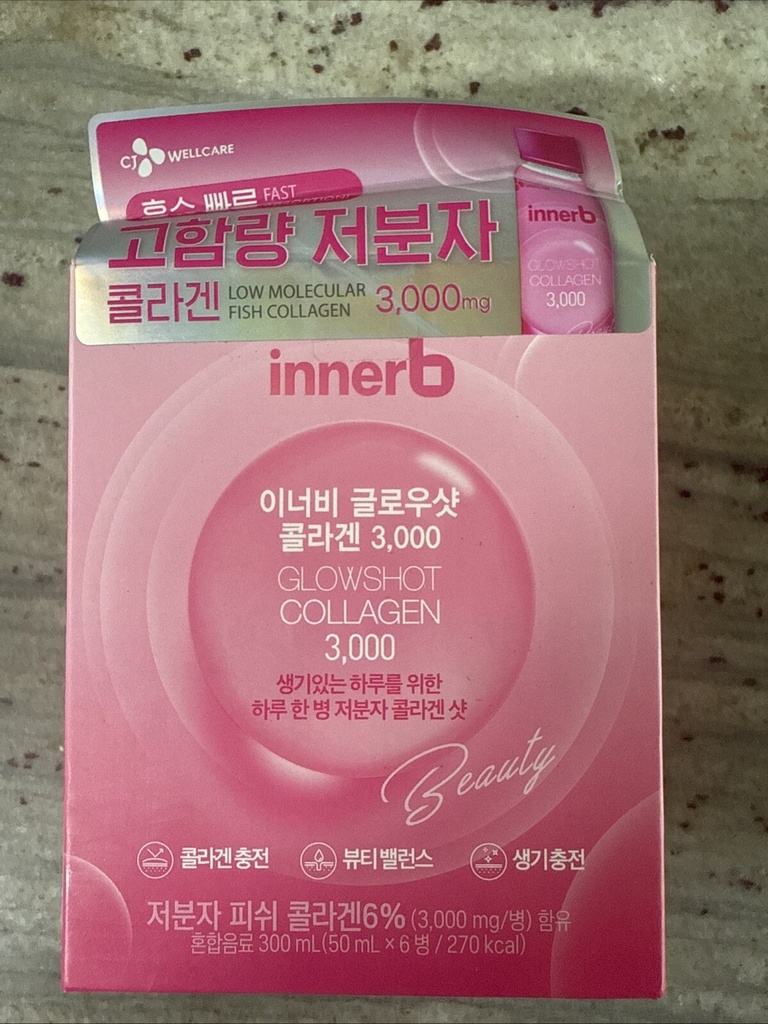 CJ WELLCARE
흡수 빠른 FAST
고함량 저분자
콜라겐 LOW MOLECULAR FISH COLLAGEN 3,000mg
innerb
GLOWSHOT
COLLAGEN
3,000
innerb
이너비 글로우샷
콜라겐 3,000
GLOWSHOT
COLLAGEN
3,000
생기있는 하루를 위한
하루 한 병 저분자 콜라겐 샷
Beauty
콜라겐 충전 뷰티 밸런스 생기 충전
저분자 피쉬 콜라겐6% (3,000 mg/병) 함유
혼합음료 300 mL(50 mL × 6 병 / 270 kcal)